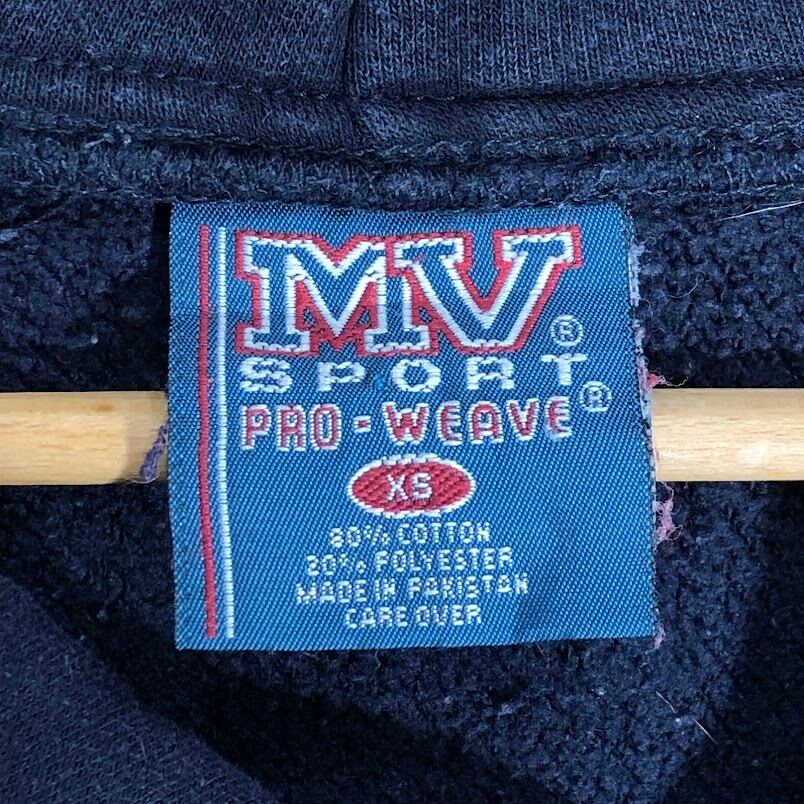 MV®
SPORT
PRO-WEAVE®
XS
80% COTTON
20% POLYESTER
MADE IN PAKISTAN
CARE OVER